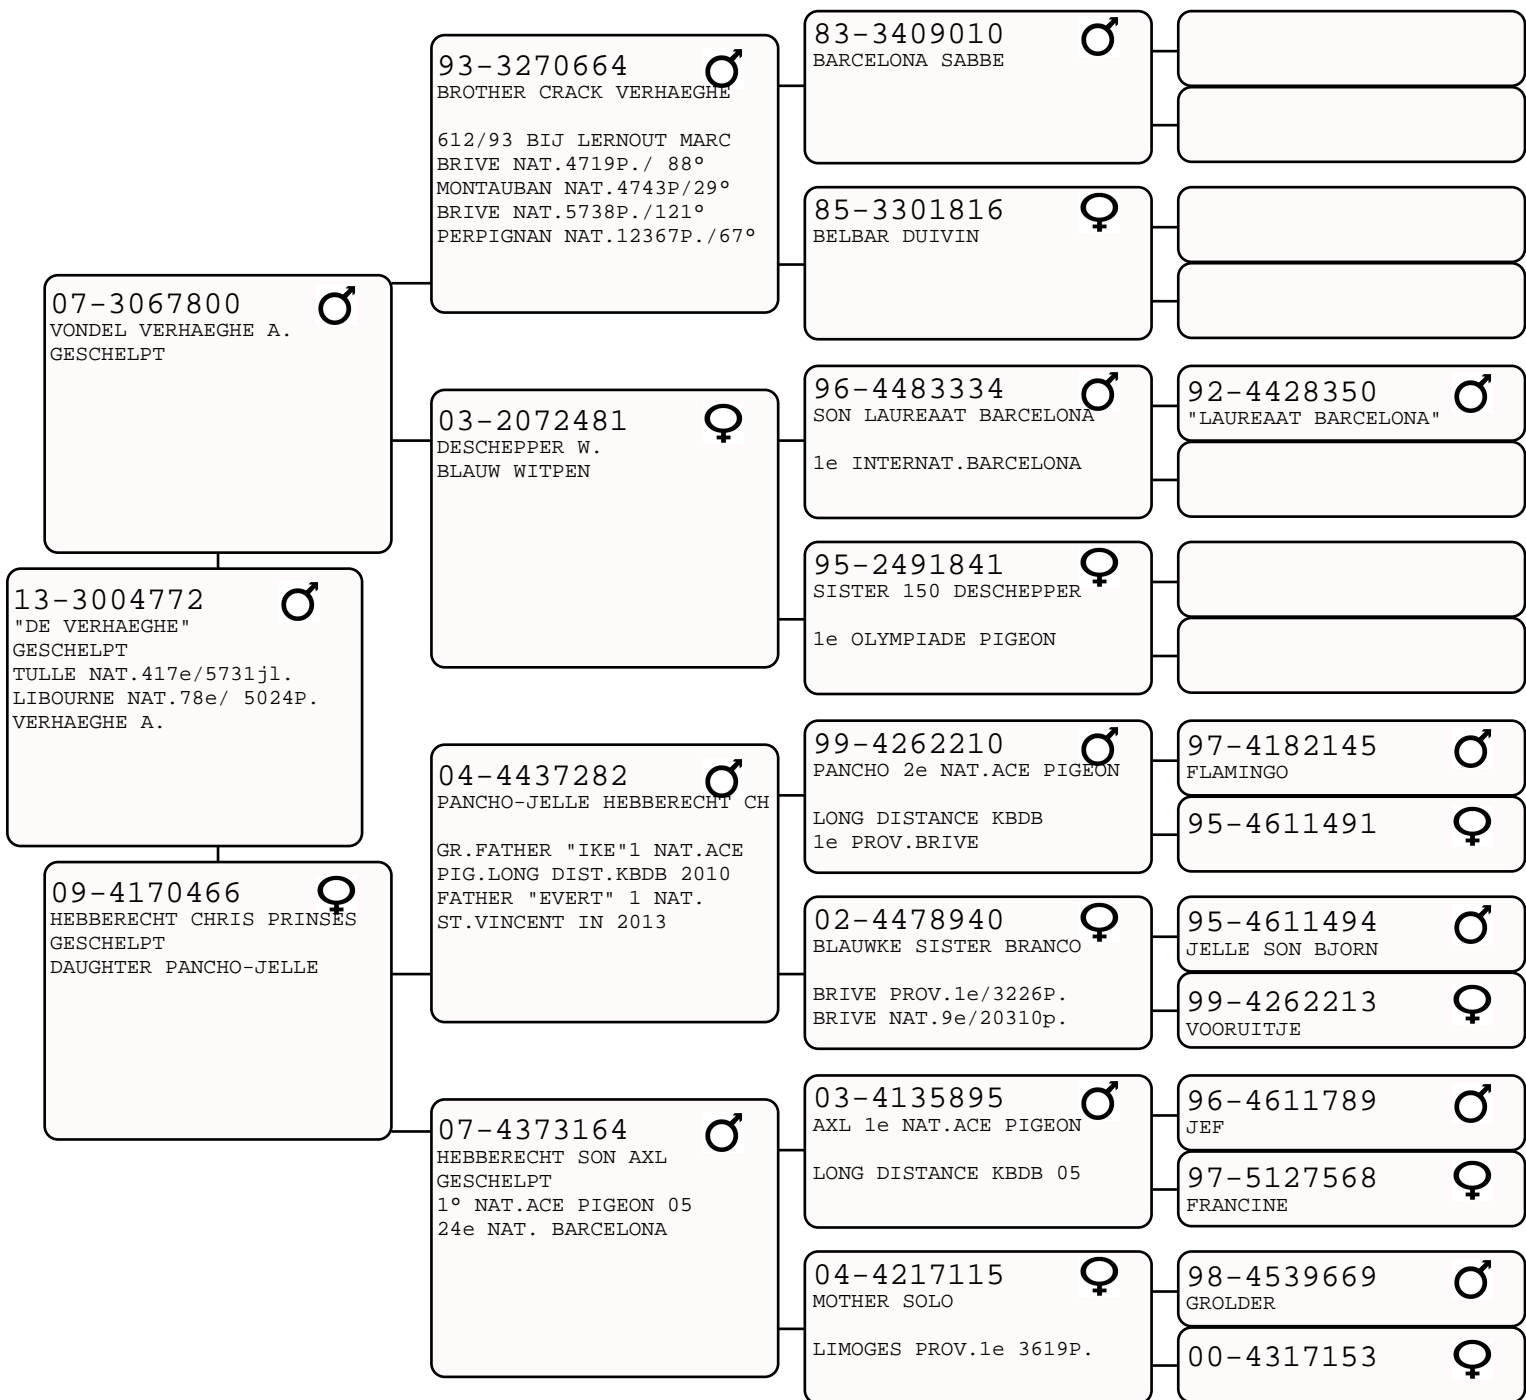 83-3409010
BARCELONA SABBE
93-3270664
BROTHER CRACK VERHAEGHE
612/93 BIJ LERNOUT MARC
BRIVE NAT.4719P./ 88°
MONTAUBAN NAT.4743P/29°
BRIVE NAT.5738P./121°
PERPIGNAN NAT.12367P./67°
85-3301816
BELBAR DUIVIN
07-3067800
VONDEL VERHAEGHE A.
GESCHELPT
96-4483334
SON LAUREAAT BARCELONA
1e INTERNAT.BARCELONA
92-4428350
"LAUREAAT BARCELONA"
03-2072481
DESCHEPPER W.
BLAUW WITPEN
95-2491841
SISTER 150 DESCHEPPER
1e OLYMPIADE PIGEON
13-3004772
"DE VERHAEGHE"
GESCHELPT
TULLE NAT.417e/5731jl.
LIBOURNE NAT.78e/ 5024P.
VERHAEGHE A.
99-4262210
PANCHO 2e NAT.ACE PIGEON
LONG DISTANCE KBDB
1e PROV.BRIVE
97-4182145
FLAMINGO
95-4611491
04-4437282
PANCHO-JELLE HEBBERECHT CH
GR.FATHER "IKE"1 NAT.ACE
PIG.LONG DIST.KBDB 2010
FATHER "EVERT" 1 NAT.
ST.VINCENT IN 2013
09-4170466
HEBBERECHT CHRIS PRINSES
GESCHELPT
DAUGHTER PANCHO-JELLE
02-4478940
BLAUWKE SISTER BRANCO
BRIVE PROV.1e/3226P.
BRIVE NAT.9e/20310p.
95-4611494
JELLE SON BJORN
99-4262213
VOORUITJE
03-4135895
AXL 1e NAT.ACE PIGEON
LONG DISTANCE KBDB 05
96-4611789
JEF
97-5127568
FRANCINE
07-4373164
HEBBERECHT SON AXL
GESCHELPT
1° NAT.ACE PIGEON 05
24e NAT. BARCELONA
04-4217115
MOTHER SOLO
LIMOGES PROV.1e 3619P.
98-4539669
GROLDER
00-4317153